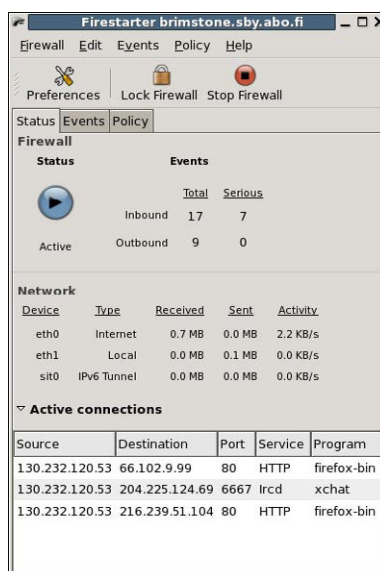 Firestarter brimstone.sby.abo.fi
Firewall Edit Events Policy Help
Preferences Lock Firewall Stop Firewall
Status Events Policy
Firewall
Status Events
Total Serious
Inbound 17 7
Outbound 9 0
Active
Network
Device Type Received Sent Activity
eth0 Internet 0.7 MB 0.0 MB 2.2 KB/s
eth1 Local 0.0 MB 0.1 MB 0.0 KB/s
sit0 IPv6 Tunnel 0.0 MB 0.0 MB 0.0 KB/s
Active connections
Source Destination Port Service Program
130.232.120.53 66.102.9.99 80 HTTP firefox-bin
130.232.120.53 204.225.124.69 6667 Ircd xchat
130.232.120.53 216.239.51.104 80 HTTP firefox-bin